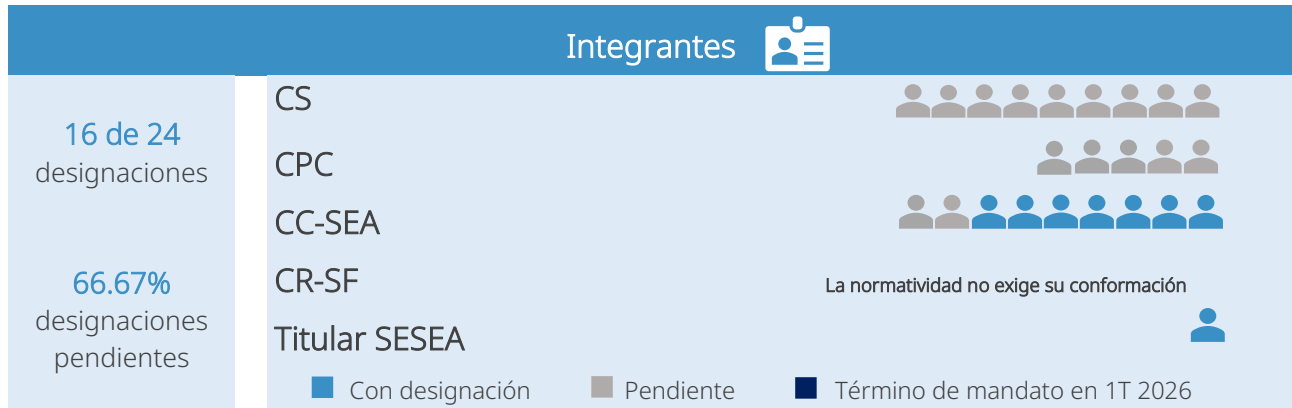 Integrantes
16 de 24
designaciones
66.67%
designaciones
pendientes
CS
CPC
CC-SEA
CR-SF
La normatividad no exige su conformación
Titular SESEA
Con designación
Pendiente
Término de mandato en 1T 2026